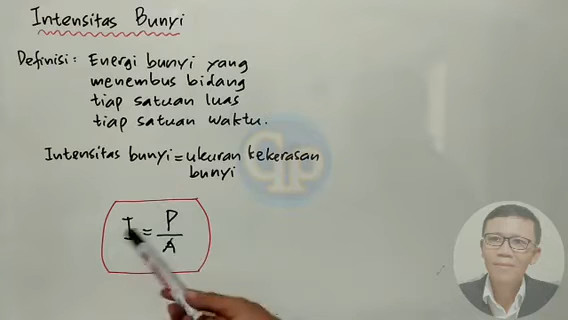 Intensitas Bunyi
Definisi: Energi bunyi yang
menembus bidang
tiap satuan luas
tiap satuan waktu.
Intensitas bunyi = ukuran kekerasan
bunyi
I = P/A